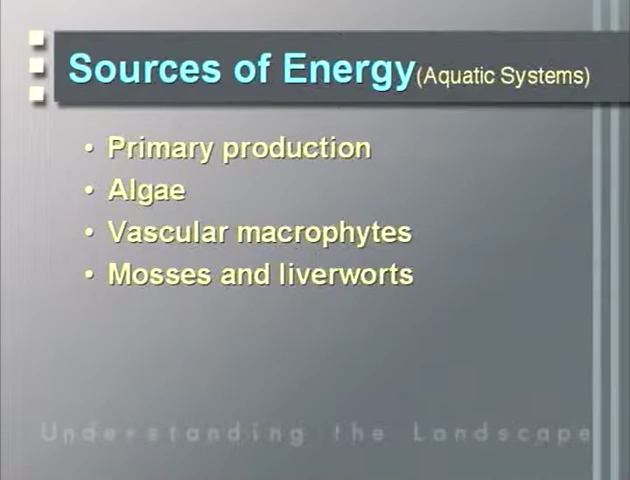 Sources of Energy(Aquatic Systems)
• Primary production
• Algae
• Vascular macrophytes
• Mosses and liverworts
Understanding the Landscape